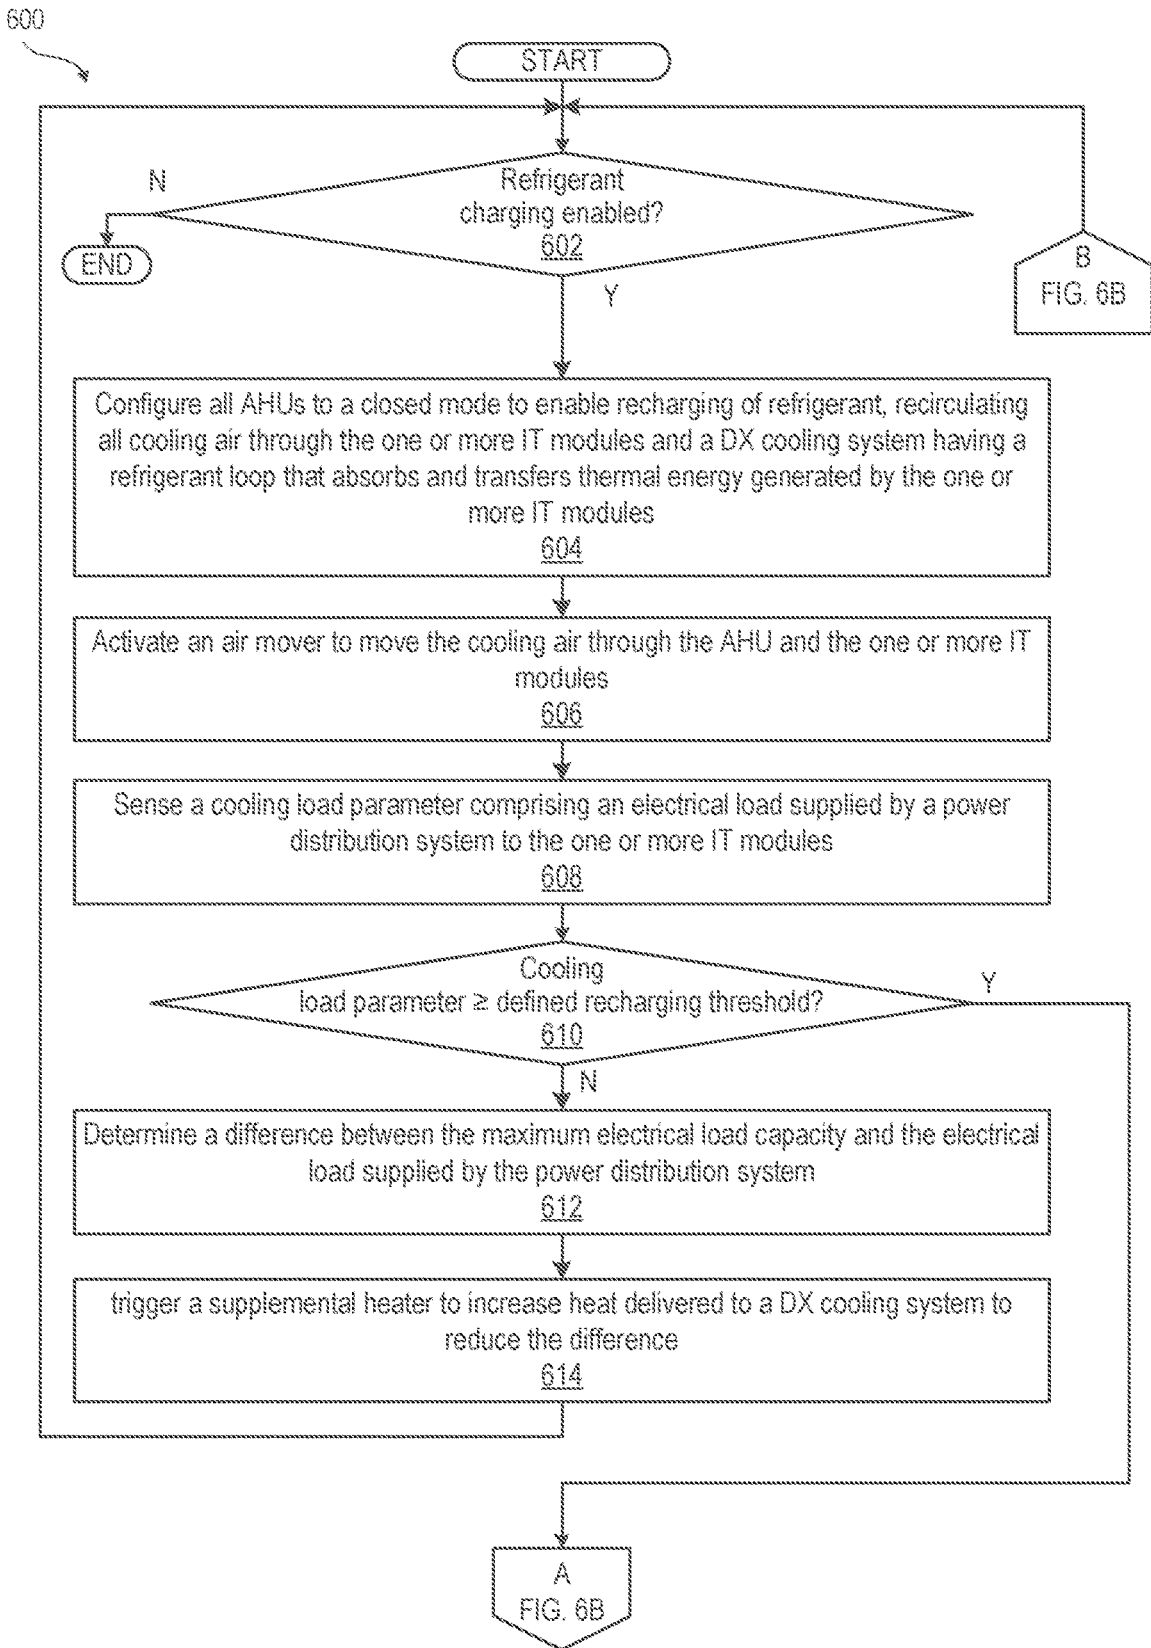 600
START
N
Refrigerant
charging enabled?
602
END
Y
B
FIG. 6B
Configure all AHUs to a closed mode to enable recharging of refrigerant, recirculating
all cooling air through the one or more IT modules and a DX cooling system having a
refrigerant loop that absorbs and transfers thermal energy generated by the one or
more IT modules
604
Activate an air mover to move the cooling air through the AHU and the one or more IT
modules
606
Sense a cooling load parameter comprising an electrical load supplied by a power
distribution system to the one or more IT modules
608
Cooling
load parameter ≥ defined recharging threshold?
610
Y
N
Determine a difference between the maximum electrical load capacity and the electrical
load supplied by the power distribution system
612
trigger a supplemental heater to increase heat delivered to a DX cooling system to
reduce the difference
614
A
FIG. 6B